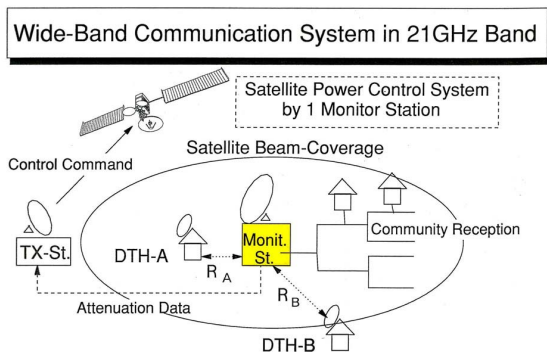 Wide-Band Communication System in 21GHz Band
Satellite Power Control System
by 1 Monitor Station
Control Command
Satellite Beam-Coverage
TX-St.
DTH-A
Monit.
St.
Community Reception
R A
R B
Attenuation Data
DTH-B